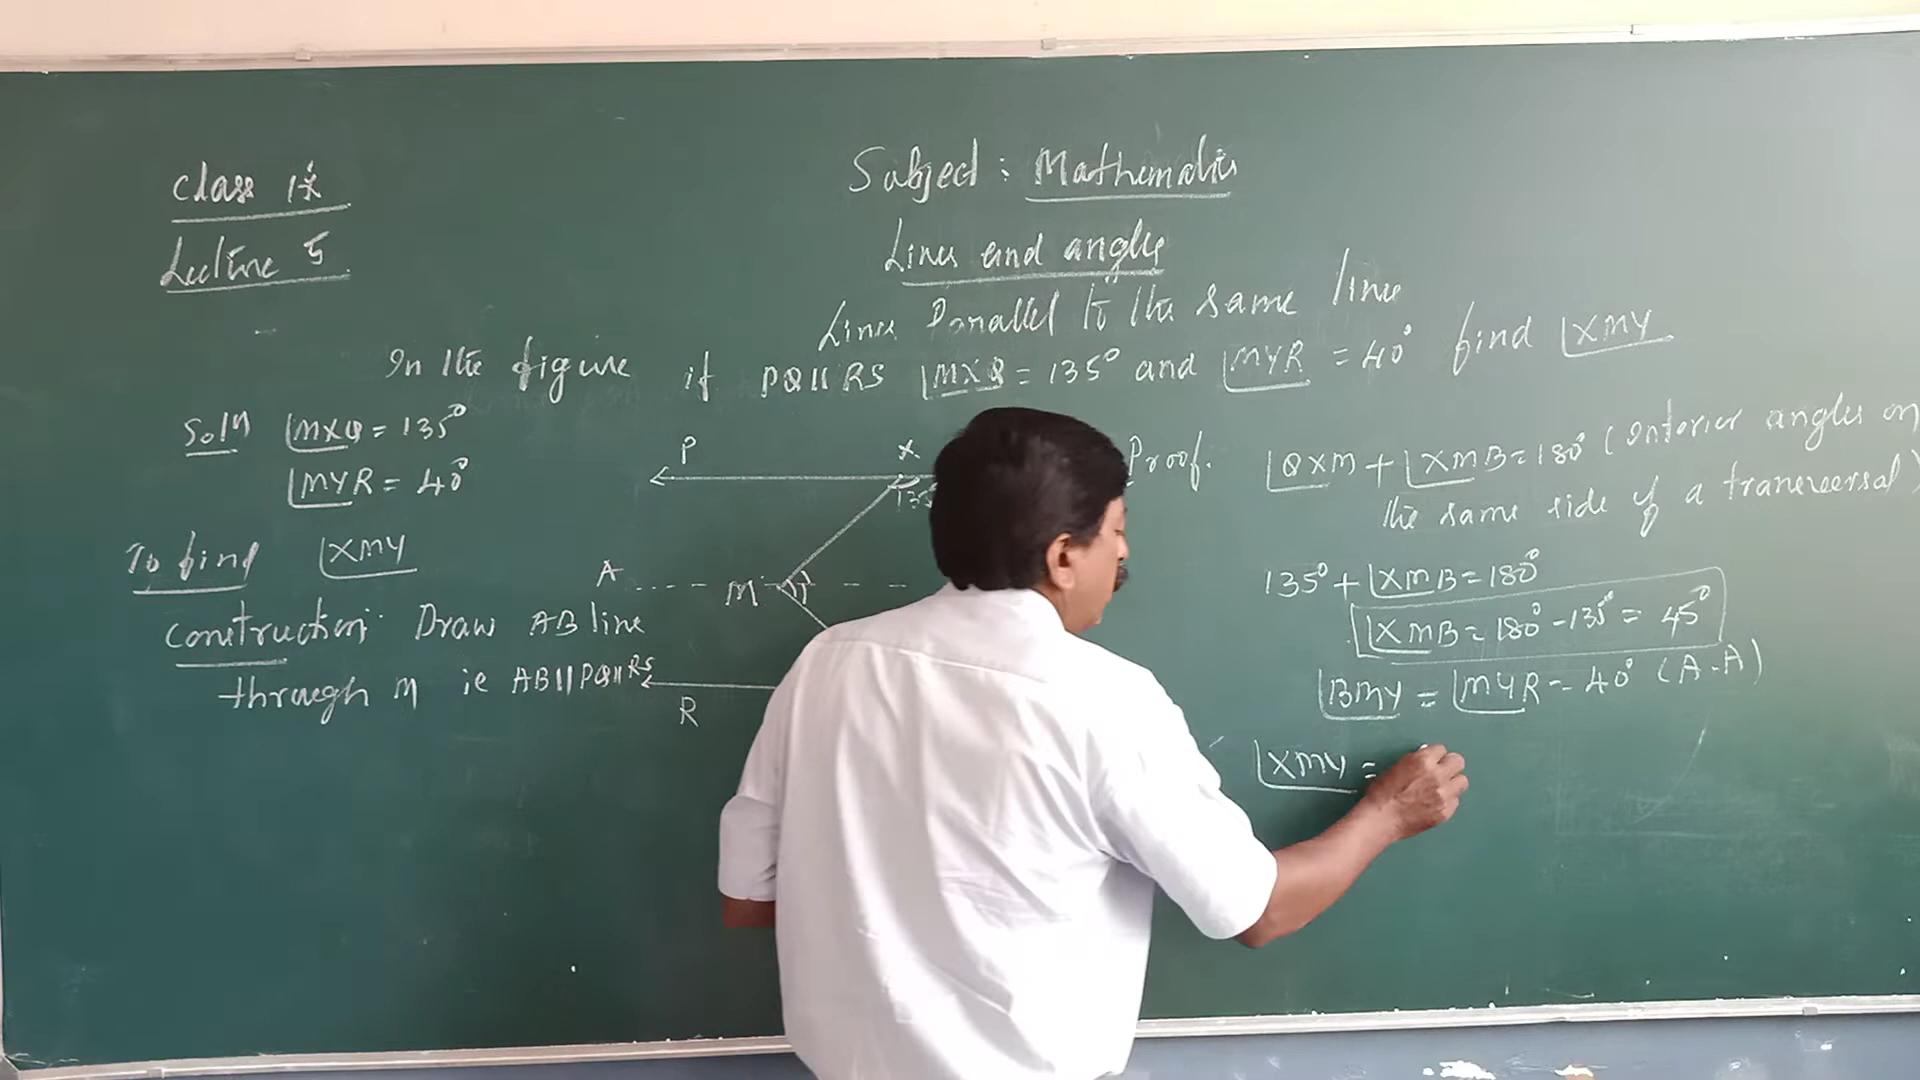 Class IX
Lecture 5
Subject : Mathematics
Lines and angles
Lines Parallel to the same line
In the figure if PQ || RS ∠MXQ = 135° and ∠MYR = 40° find ∠XMY
Soln ∠MXQ = 135°
∠MYR = 40°
To find ∠XMY
Construction: Draw AB line
through M ie AB || PQ || RS
P
X
135°
A
M
R
Proof.
∠QXM + ∠XMB = 180° (Interior angles on
the same side of a transversal)
135° + ∠XMB = 180°
∠XMB = 180° - 135° = 45°
∠BMY = ∠MYR = 40° (A.A)
∠XMY =